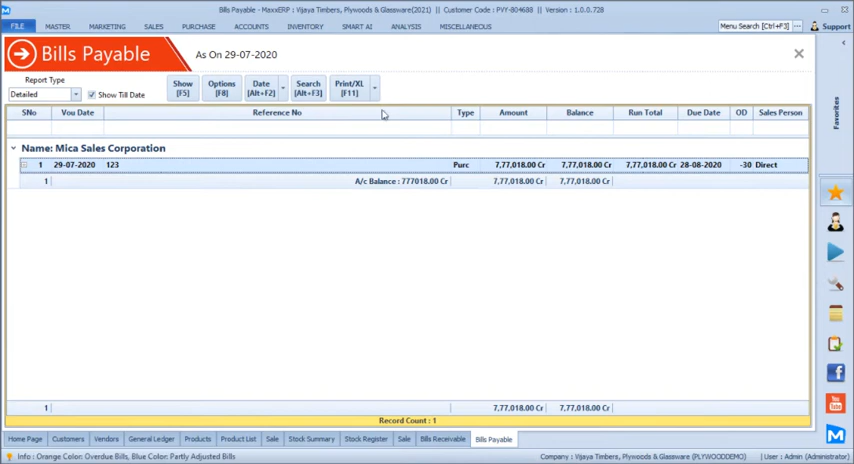 Bills Payable - MaxxERP : Vijaya Timbers, Plywoods & Glassware(2021) || Customer Code : PVY-804688 || Version : 1.0.0.728
FILE MASTER MARKETING SALES PURCHASE ACCOUNTS INVENTORY SMART AI ANALYSIS MISCELLANEOUS Menu Search [Ctrl+F3] ... Support
Bills Payable As On 29-07-2020
Report Type
Detailed Show Till Date
Show [F5] Options [F8] Date [Alt+F2] Search [Alt+F3] Print/XL [F11]
Favorites
SNo Vou Date Reference No Type Amount Balance Run Total Due Date OD Sales Person
Name: Mica Sales Corporation
1 29-07-2020 123 Purc 7,77,018.00 Cr 7,77,018.00 Cr 7,77,018.00 Cr 28-08-2020 -30 Direct
1 A/c Balance : 777018.00 Cr 7,77,018.00 Cr 7,77,018.00 Cr
1 7,77,018.00 Cr 7,77,018.00 Cr
Record Count : 1
Home Page Customers Vendors General Ledger Products Product List Sale Stock Summary Stock Register Sale Bills Receivable Bills Payable
Info : Orange Color: Overdue Bills, Blue Color: Partly Adjusted Bills Company : Vijaya Timbers, Plywoods & Glassware (PLYWOODDEMO) User : Admin (Administrator)